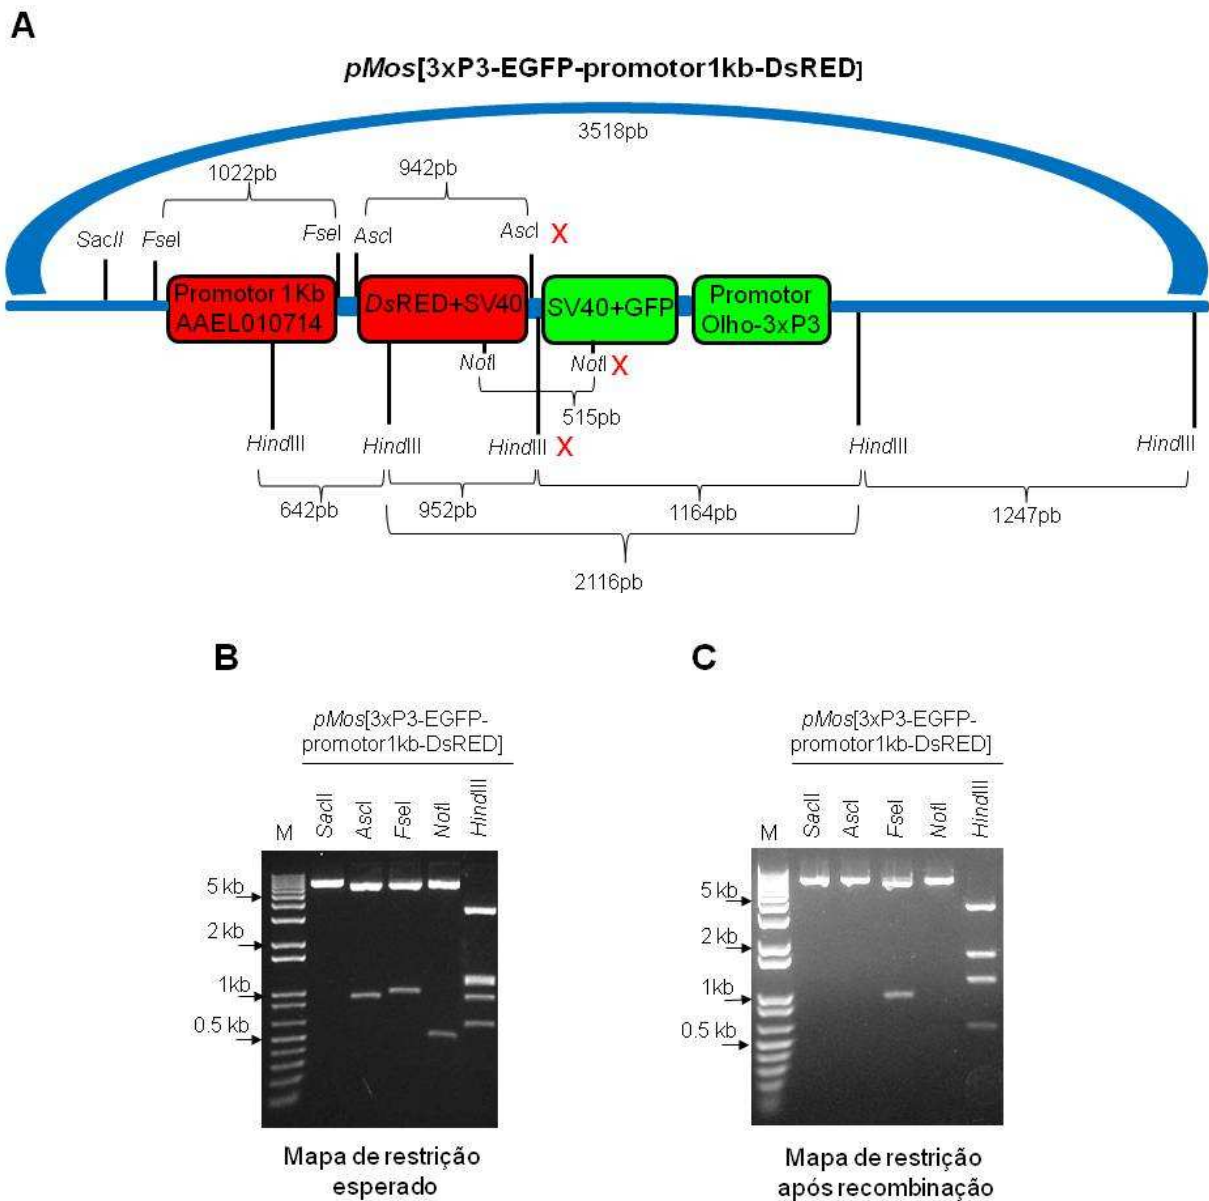 A
pMos[3xP3-EGFP-promotor1kb-DsRED]
3518pb
1022pb
942pb
SacII
FseI
FseI
AscI
AscI X
Promotor 1Kb
AAEL010714
DsRED+SV40
SV40+GFP
Promotor
Olho-3xP3
NotI
NotI X
515pb
HindIII
HindIII
HindIII X
HindIII
HindIII
642pb
952pb
1164pb
1247pb
2116pb
B
pMos[3xP3-EGFP-
promotor1kb-DsRED]
M
SacII
AscI
FseI
NotI
HindIII
5 kb
2 kb
1kb
0.5 kb
Mapa de restrição
esperado
C
pMos[3xP3-EGFP-
promotor1kb-DsRED]
M
SacII
AscI
FseI
NotI
HindIII
5 kb
2 kb
1kb
0.5 kb
Mapa de restrição
após recombinação